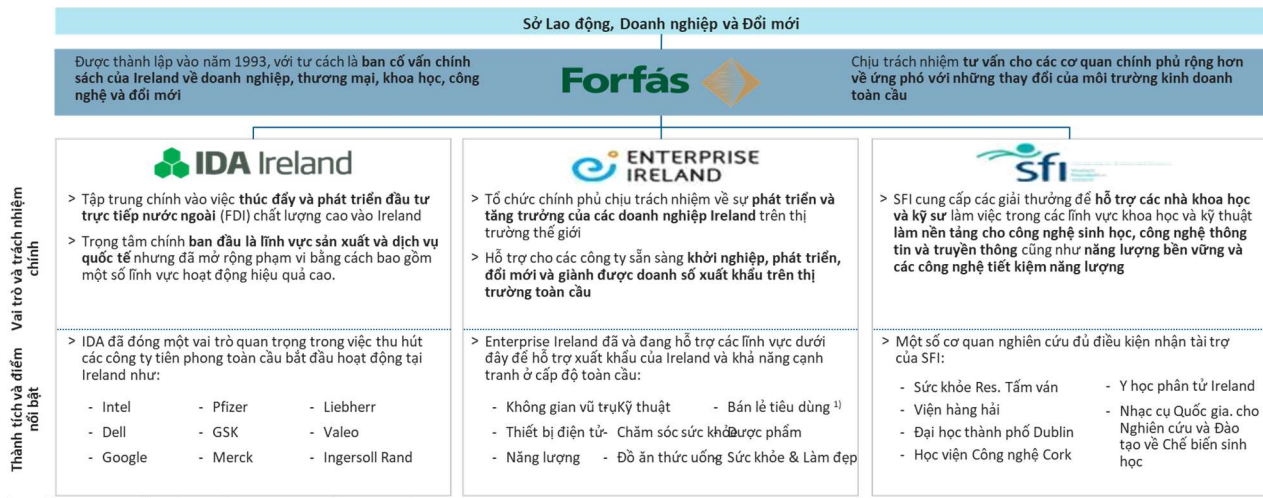 Sở Lao động, Doanh nghiệp và Đổi mới
Được thành lập vào năm 1993, với tư cách là ban cố vấn chính
sách của Ireland về doanh nghiệp, thương mại, khoa học, công
nghệ và đổi mới
Forfás
Chịu trách nhiệm tư vấn cho các cơ quan chính phủ rộng hơn
về ứng phó với những thay đổi của môi trường kinh doanh
toàn cầu
Vai trò và trách nhiệm
chính
IDA Ireland
> Tập trung chính vào việc thúc đẩy và phát triển đầu tư
trực tiếp nước ngoài (FDI) chất lượng cao vào Ireland
> Trọng tâm chính ban đầu là lĩnh vực sản xuất và dịch vụ
quốc tế nhưng đã mở rộng phạm vi bằng cách bao gồm
một số lĩnh vực hoạt động hiệu quả cao.
ENTERPRISE
IRELAND
> Tổ chức chính phủ chịu trách nhiệm về sự phát triển và
tăng trưởng của các doanh nghiệp Ireland trên thị
trường thế giới
> Hỗ trợ cho các công ty sẵn sàng khởi nghiệp, phát triển,
đổi mới và giành được doanh số xuất khẩu trên thị
trường toàn cầu
sfi
> SFI cung cấp các giải thưởng để hỗ trợ các nhà khoa học
và kỹ sư làm việc trong các lĩnh vực khoa học và kỹ thuật
làm nền tảng cho công nghệ sinh học, công nghệ thông
tin và truyền thông cũng như năng lượng bền vững và
các công nghệ tiết kiệm năng lượng
Thành tích và điểm
nổi bật
> IDA đã đóng một vai trò quan trọng trong việc thu hút
các công ty tiên phong toàn cầu bắt đầu hoạt động tại
Ireland như:
- Intel
- Dell
- Google
- Pfizer
- GSK
- Merck
- Liebherr
- Valeo
- Ingersoll Rand
> Enterprise Ireland đã và đang hỗ trợ các lĩnh vực dưới
đây để hỗ trợ xuất khẩu của Ireland và khả năng cạnh
tranh ở cấp độ toàn cầu:
- Không gian vũ trụ
- Thiết bị điện tử
- Năng lượng
- Kỹ thuật
- Chăm sóc sức khỏe
- Đồ ăn thức uống
- Bán lẻ tiêu dùng 1)
- Dược phẩm
- Sức khỏe & Làm đẹp
> Một số cơ quan nghiên cứu đủ điều kiện nhận tài trợ
của SFI:
- Sức khỏe Res. Tấm ván
- Viện hàng hải
- Đại học thành phố Dublin
- Học viện Công nghệ Cork
- Y học phân tử Ireland
- Nhạc cụ Quốc gia. cho
Nghiên cứu và Đào
tạo về Chế biến sinh
học